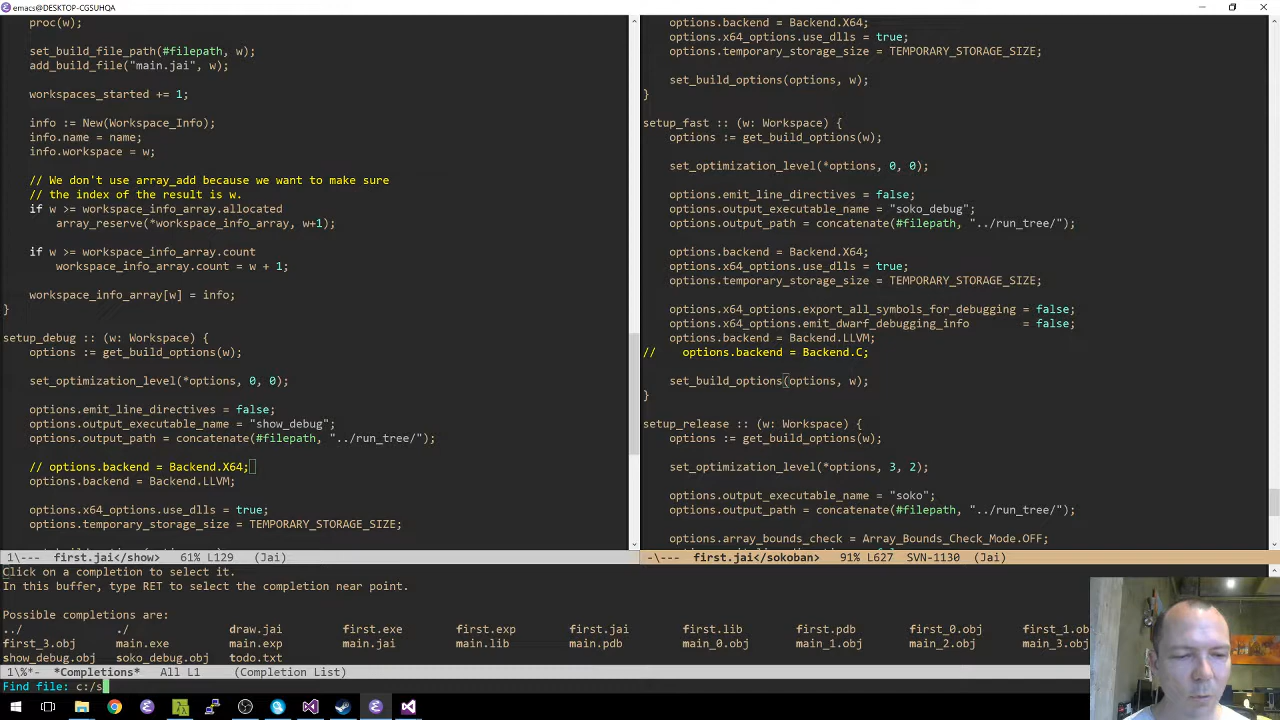 emacs@DESKTOP-CGSUHQA
proc(w);
set_build_file_path(#filepath, w);
add_build_file("main.jai", w);
workspaces_started += 1;
info := New(Workspace_Info);
info.name = name;
info.workspace = w;
// We don't use array_add because we want to make sure
// the index of the result is w.
if w >= workspace_info_array.allocated
array_reserve(*workspace_info_array, w+1);
if w >= workspace_info_array.count
workspace_info_array.count = w + 1;
workspace_info_array[w] = info;
}
setup_debug :: (w: Workspace) {
options := get_build_options(w);
set_optimization_level(*options, 0, 0);
options.emit_line_directives = false;
options.output_executable_name = "show_debug";
options.output_path = concatenate(#filepath, "../run_tree/");
// options.backend = Backend.X64;
options.backend = Backend.LLVM;
options.x64_options.use_dlls = true;
options.temporary_storage_size = TEMPORARY_STORAGE_SIZE;
1\--- first.jai</show> 61% L129 (Jai)
options.backend = Backend.X64;
options.x64_options.use_dlls = true;
options.temporary_storage_size = TEMPORARY_STORAGE_SIZE;
set_build_options(options, w);
}
setup_fast :: (w: Workspace) {
options := get_build_options(w);
set_optimization_level(*options, 0, 0);
options.emit_line_directives = false;
options.output_executable_name = "soko_debug";
options.output_path = concatenate(#filepath, "../run_tree/");
options.backend = Backend.X64;
options.x64_options.use_dlls = true;
options.temporary_storage_size = TEMPORARY_STORAGE_SIZE;
options.x64_options.export_all_symbols_for_debugging = false;
options.x64_options.emit_dwarf_debugging_info = false;
options.backend = Backend.LLVM;
// options.backend = Backend.C;
set_build_options(options, w);
}
setup_release :: (w: Workspace) {
options := get_build_options(w);
set_optimization_level(*options, 3, 2);
options.output_executable_name = "soko";
options.output_path = concatenate(#filepath, "../run_tree/");
options.array_bounds_check = Array_Bounds_Check_Mode.OFF;
-\--- first.jai</sokoban> 91% L627 SVN-1130 (Jai)
Click on a completion to select it.
In this buffer, type RET to select the completion near point.
Possible completions are:
../ ./ draw.jai first.exe first.exp first.jai first.lib first.pdb first_0.obj first_1.ob
first_3.obj main.exe main.exp main.jai main.lib main.pdb main_0.obj main_1.obj main_2.obj main_3.obj
show_debug.obj soko_debug.obj todo.txt
1\%*- *Completions* All L1 (Completion List)
Find file: c:/s